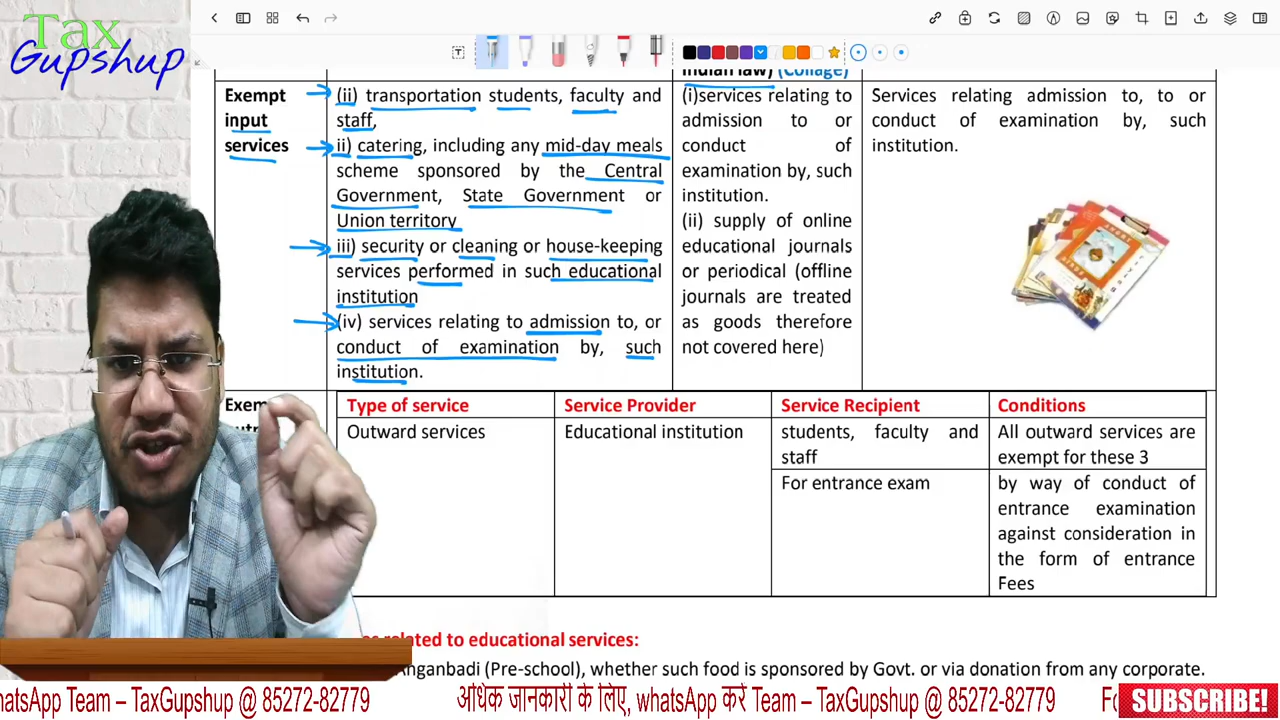 Tax
Gupshup
Indian law) (Collage)
Exempt
input
services
(ii) transportation students, faculty and
staff,
ii) catering, including any mid-day meals
scheme sponsored by the Central
Government, State Government or
Union territory
iii) security or cleaning or house-keeping
services performed in such educational
institution
(iv) services relating to admission to, or
conduct of examination by, such
institution.
(i)services relating to
admission to or
conduct of
examination by, such
institution.
(ii) supply of online
educational journals
or periodical (offline
journals are treated
as goods therefore
not covered here)
Services relating admission to, to or
conduct of examination by, such
institution.
Type of service
Service Provider
Service Recipient
Conditions
Outward services
Educational institution
students, faculty and
staff
All outward services are
exempt for these 3
For entrance exam
by way of conduct of
entrance examination
against consideration in
the form of entrance
Fees
related to educational services:
(Pre-school), whether such food is sponsored by Govt. or via donation from any corporate.
WhatsApp Team – TaxGupshup @ 85272-82779 अधिक जानकारी के लिए, whatsApp करें Team – TaxGupshup @ 85272-82779
SUBSCRIBE!